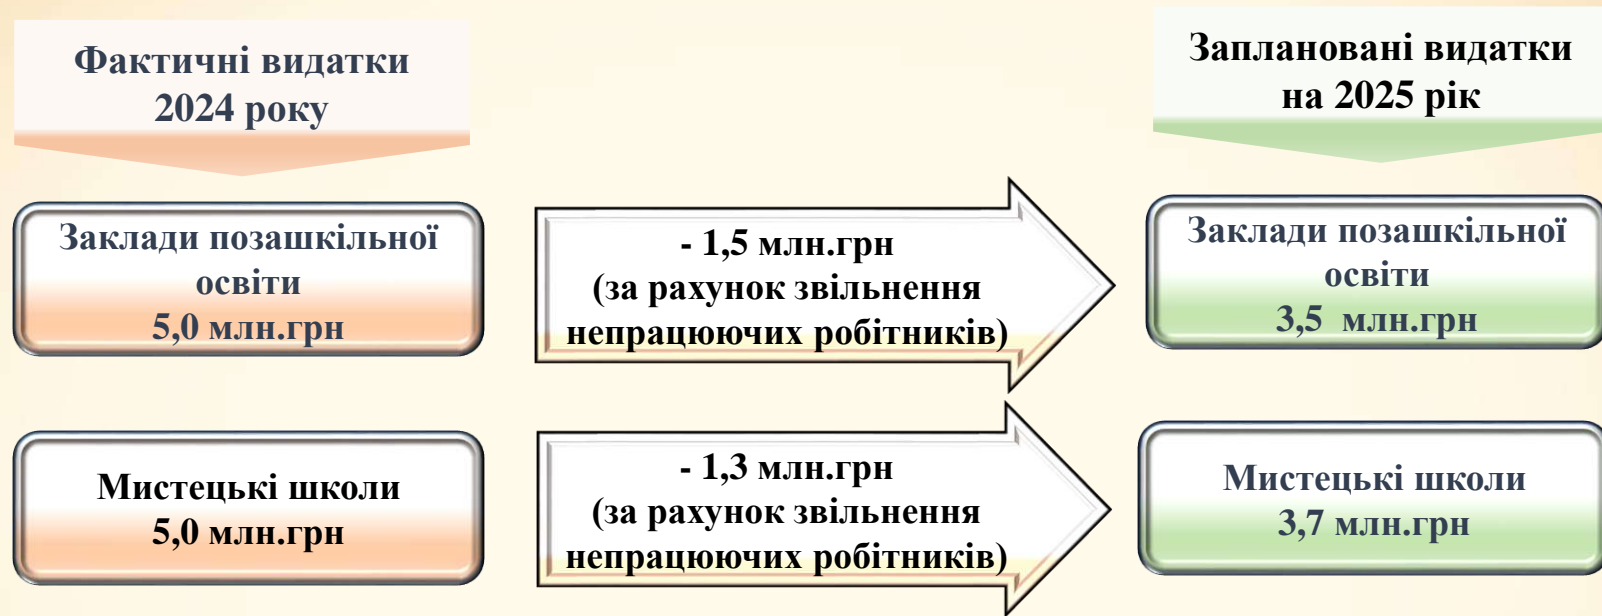 Фактичні видатки
2024 року
Заплановані видатки
на 2025 рік
Заклади позашкільної
освіти
5,0 млн.грн
- 1,5 млн.грн
(за рахунок звільнення
непрацюючих робітників)
Заклади позашкільної
освіти
3,5 млн.грн
Мистецькі школи
5,0 млн.грн
- 1,3 млн.грн
(за рахунок звільнення
непрацюючих робітників)
Мистецькі школи
3,7 млн.грн